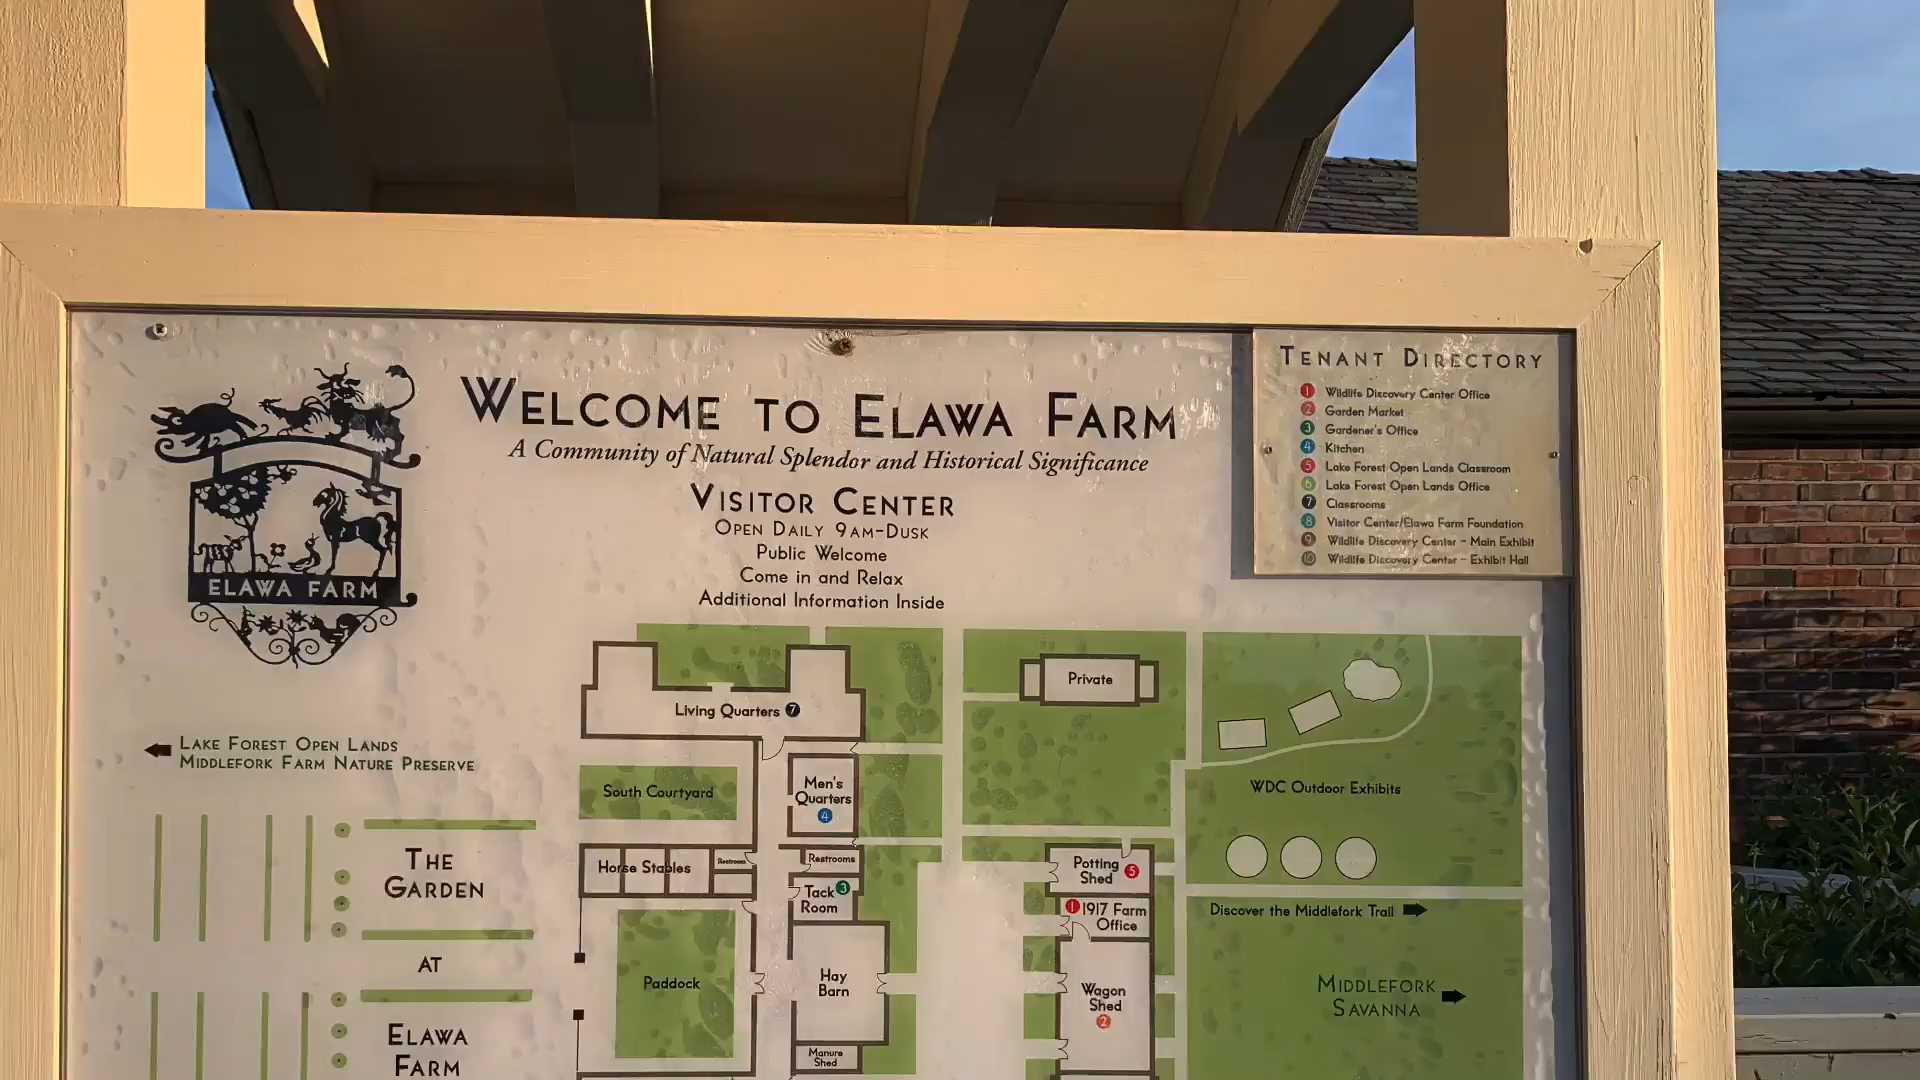 WELCOME TO ELAWA FARM
A Community of Natural Splendor and Historical Significance
VISITOR CENTER
OPEN DAILY 9AM-DUSK
Public Welcome
Come in and Relax
Additional Information Inside
ELAWA FARM
TENANT DIRECTORY
1 Wildlife Discovery Center Office
2 Garden Market
3 Gardener's Office
4 Kitchen
5 Lake Forest Open Lands Classroom
6 Lake Forest Open Lands Office
7 Classrooms
8 Visitor Center/Elawa Farm Foundation
9 Wildlife Discovery Center - Main Exhibit
10 Wildlife Discovery Center - Exhibit Hall
LAKE FOREST OPEN LANDS
MIDDLEFORK FARM NATURE PRESERVE
THE
GARDEN
AT
ELAWA
FARM
Living Quarters 7
South Courtyard
Men's
Quarters
4
Horse Stables
Restrooms
Restrooms
Tack 3
Room
Paddock
Hay
Barn
Manure
Shed
Private
Potting
Shed 5
1 1917 Farm
Office
Wagon
Shed
2
WDC Outdoor Exhibits
Discover the Middlefork Trail
MIDDLEFORK
SAVANNA